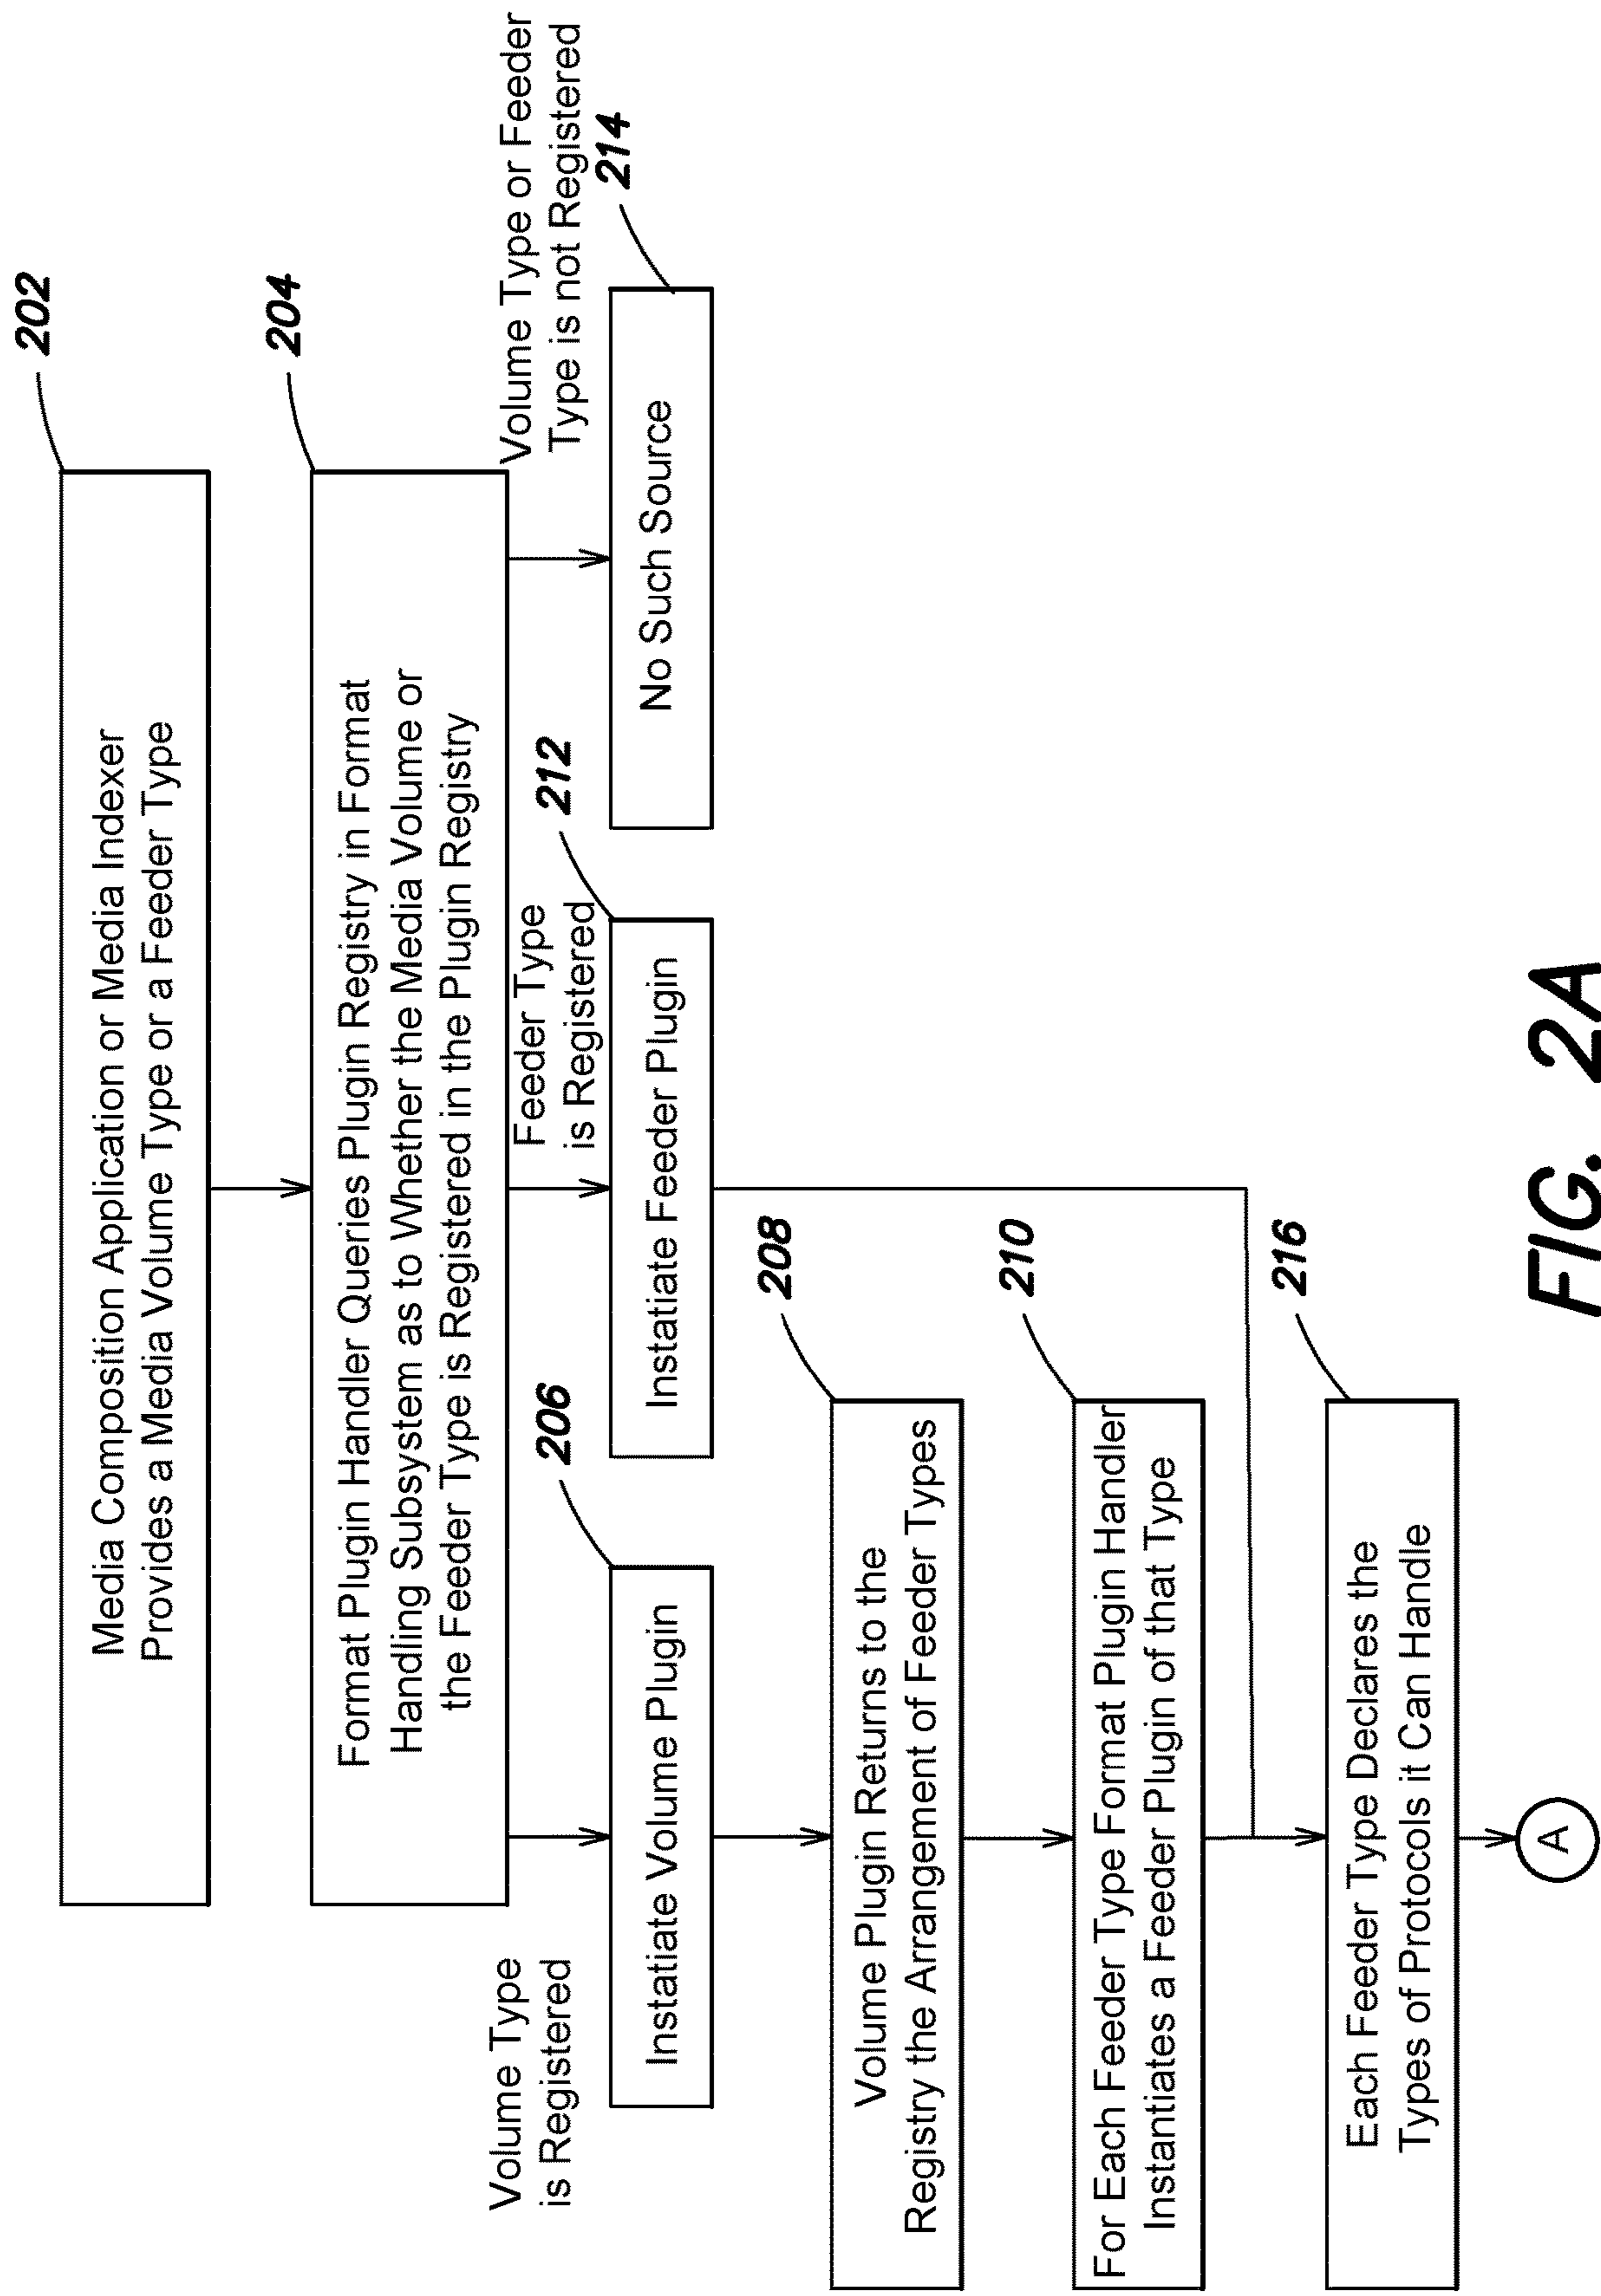 202
Media Composition Application or Media Indexer
Provides a Media Volume Type or a Feeder Type
204
Format Plugin Handler Queries Plugin Registry in Format
Handling Subsystem as to Whether the Media Volume or
the Feeder Type is Registered in the Plugin Registry
Volume Type
is Registered
206
Instatiate Volume Plugin
Feeder Type
is Registered
212
Instatiate Feeder Plugin
Volume Type or Feeder
Type is not Registered
214
No Such Source
208
Volume Plugin Returns to the
Registry the Arrangement of Feeder Types
210
For Each Feeder Type Format Plugin Handler
Instantiates a Feeder Plugin of that Type
216
Each Feeder Type Declares the
Types of Protocols it Can Handle
A
FIG. 2A